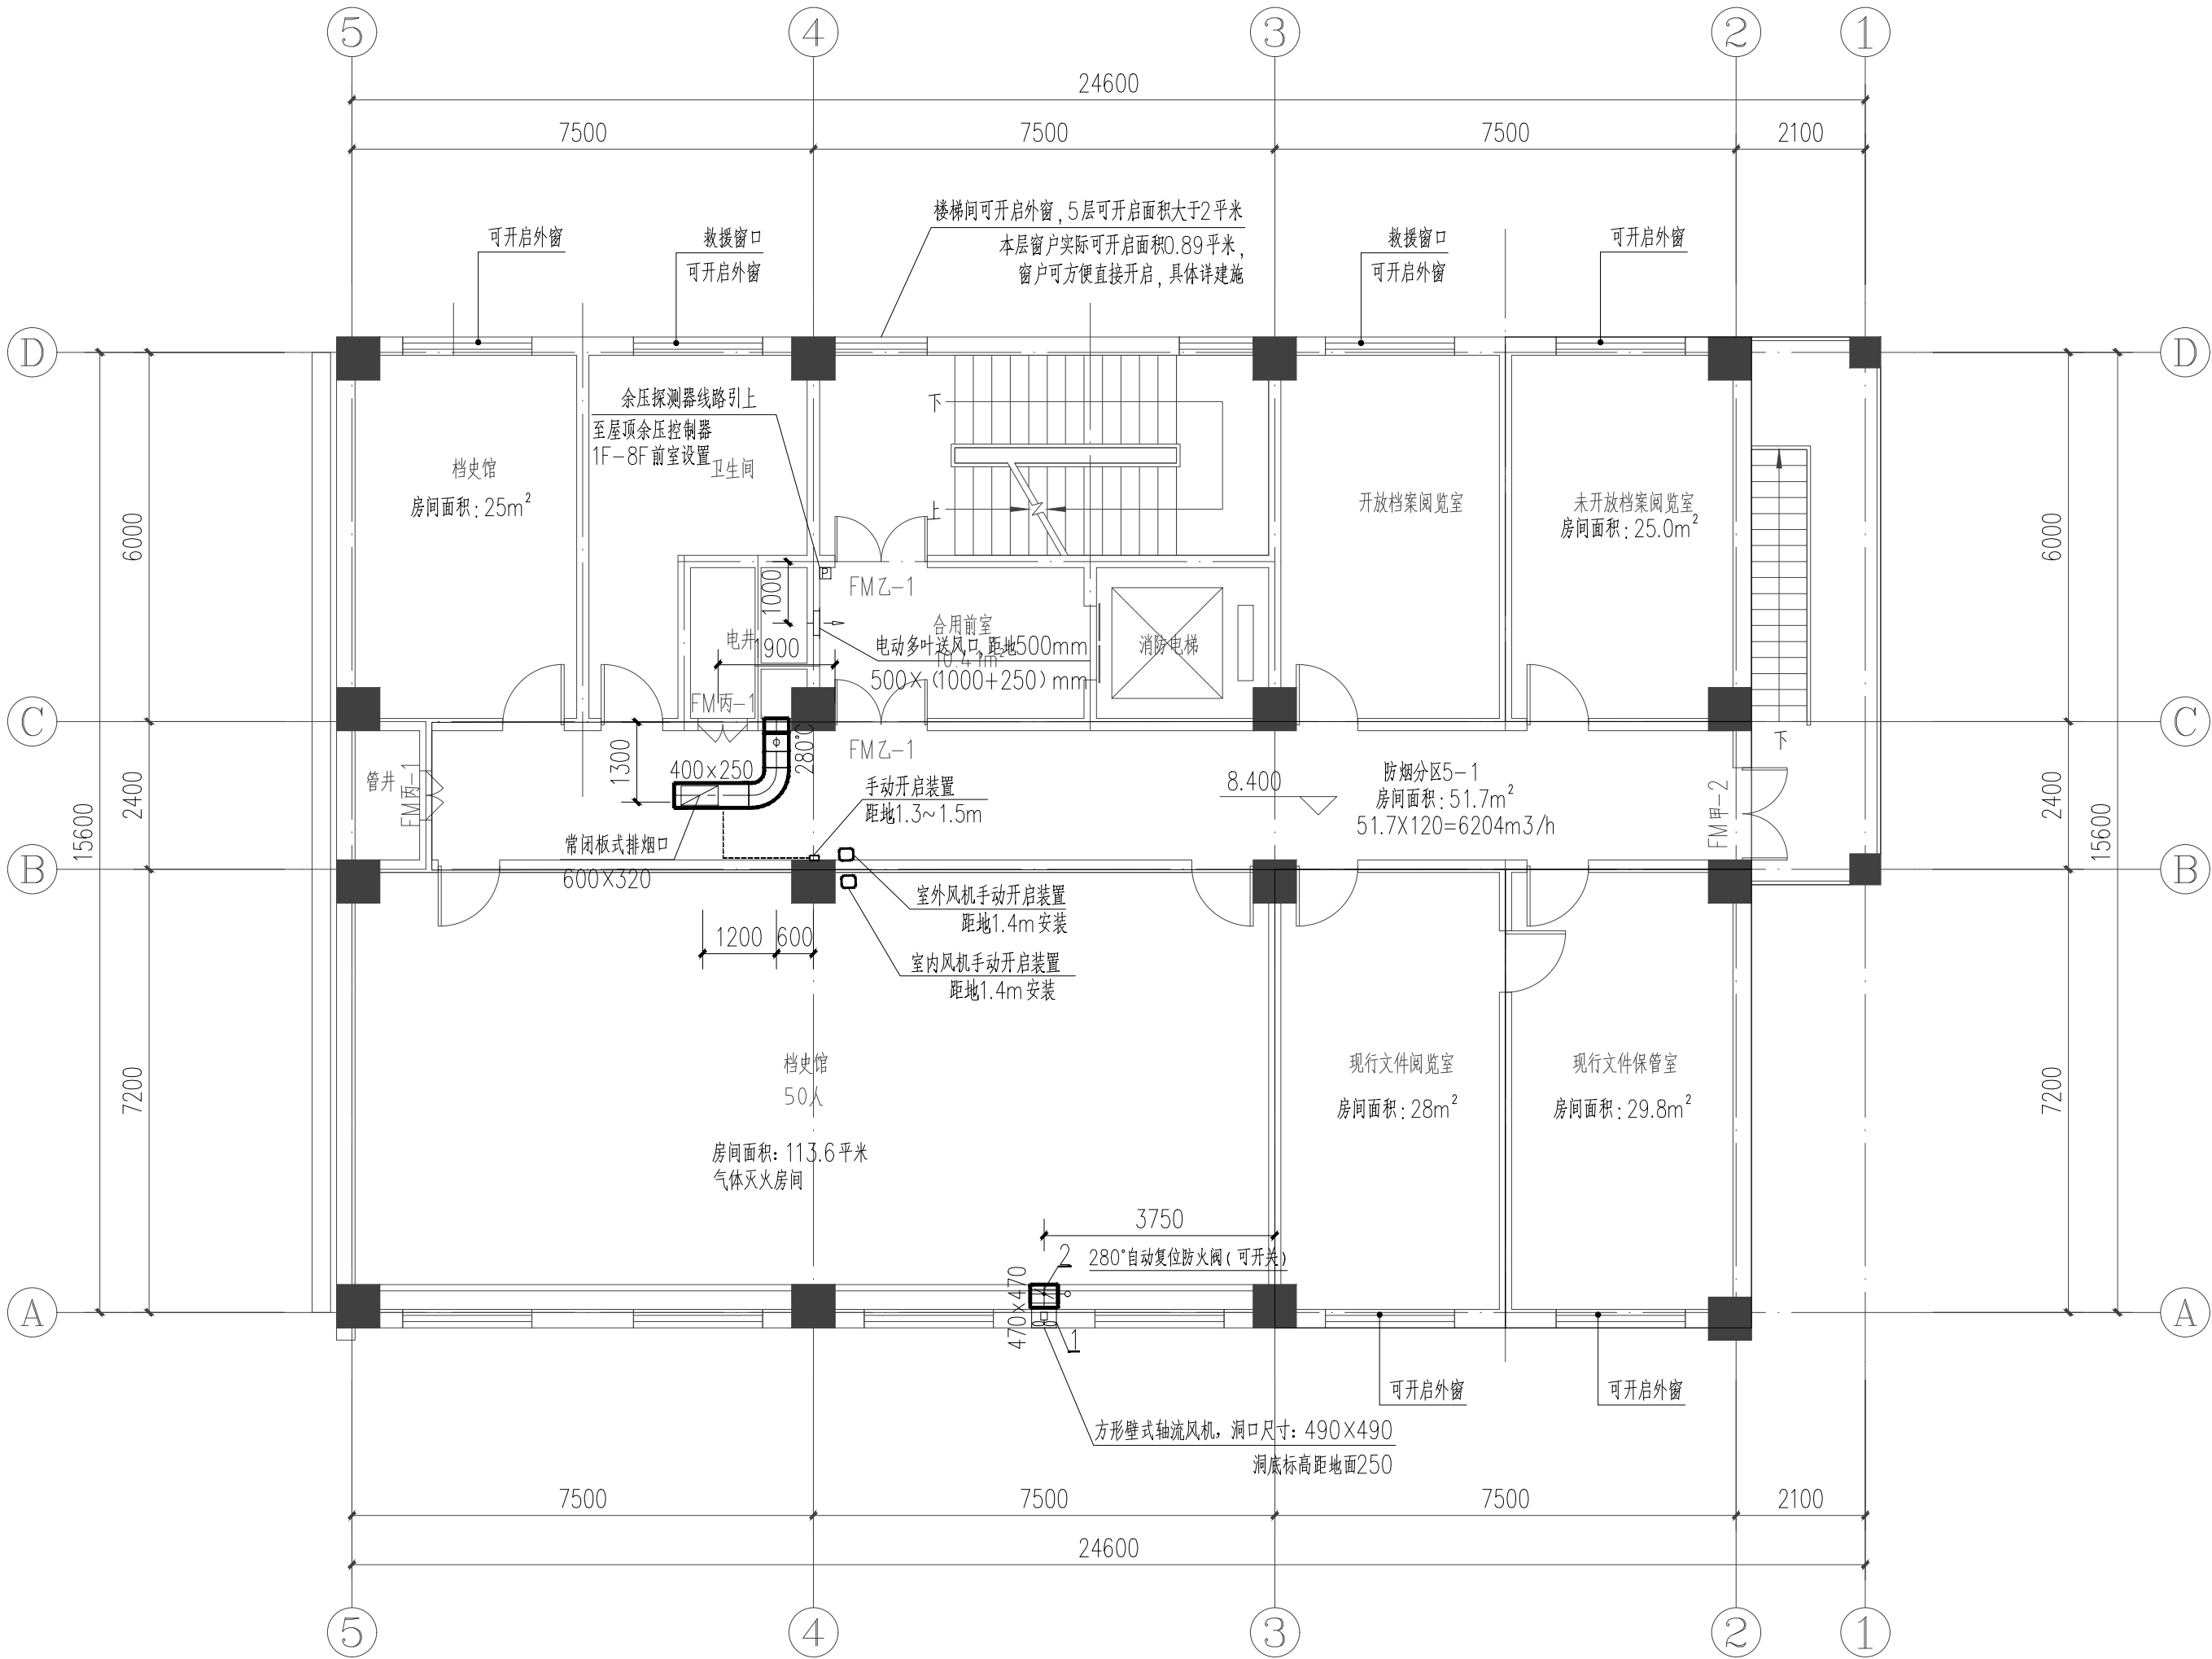 5
4
3
2
1
24600
7500
7500
7500
2100
楼梯间可开启外窗,5层可开启面积大于2平米
本层窗户实际可开启面积0.89平米,
窗户可方便直接开启,具体详建施
可开启外窗
救援窗口
可开启外窗
救援窗口
可开启外窗
可开启外窗
D
D
余压探测器线路引上
至屋顶余压控制器
1F-8F前室设置
卫生间
下
上
档史馆
房间面积:25m²
开放档案阅览室
未开放档案阅览室
房间面积:25.0m²
6000
6000
P
1000
FM乙-1
合用前室
10.41m²
电井
1900
电动多叶送风口,距地500mm
500X(1000+250)mm
消防电梯
FM丙-1
C
C
280°C
FM乙-1
下
1300
400x250
管井
FM丙-1
手动开启装置
距地1.3~1.5m
8.400
防烟分区5-1
房间面积:51.7m²
51.7X120=6204m3/h
FM甲-2
2400
2400
15600
15600
常闭板式排烟口
600X320
B
B
室外风机手动开启装置
距地1.4m安装
1200
600
室内风机手动开启装置
距地1.4m安装
档史馆
50人
房间面积:113.6平米
气体灭火房间
现行文件阅览室
房间面积:28m²
现行文件保管室
房间面积:29.8m²
7200
7200
3750
2
280°自动复位防火阀(可开关)
470x470
1
A
A
可开启外窗
可开启外窗
方形壁式轴流风机,洞口尺寸:490X490
洞底标高距地面250
7500
7500
7500
2100
24600
5
4
3
2
1